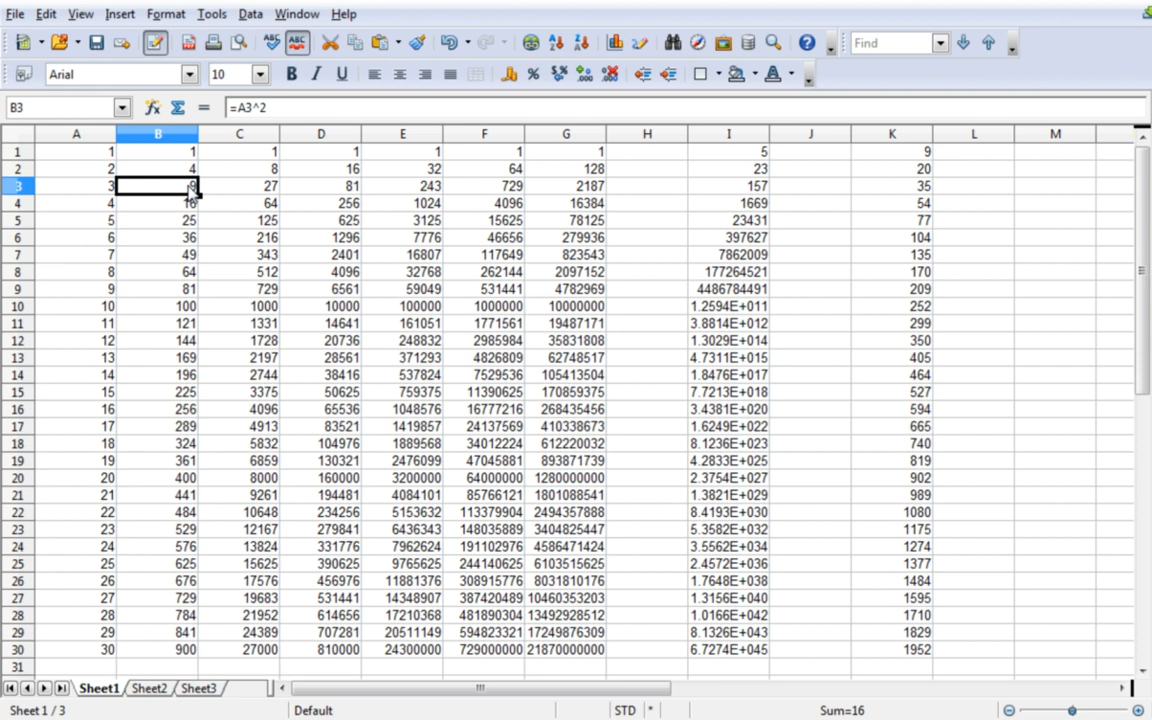 File Edit View Insert Format Tools Data Window Help
Find
Arial 10
B3 =A3^2
A B C D E F G H I J K L M
1 1 1 1 1 1 1 1 5 9
2 2 4 8 16 32 64 128 23 20
3 3 9 27 81 243 729 2187 157 35
4 4 16 64 256 1024 4096 16384 1669 54
5 5 25 125 625 3125 15625 78125 23431 77
6 6 36 216 1296 7776 46656 279936 397627 104
7 7 49 343 2401 16807 117649 823543 7862009 135
8 8 64 512 4096 32768 262144 2097152 177264521 170
9 9 81 729 6561 59049 531441 4782969 4486784491 209
10 10 100 1000 10000 100000 1000000 10000000 1.2594E+011 252
11 11 121 1331 14641 161051 1771561 19487171 3.8814E+012 299
12 12 144 1728 20736 248832 2985984 35831808 1.3029E+014 350
13 13 169 2197 28561 371293 4826809 62748517 4.7311E+015 405
14 14 196 2744 38416 537824 7529536 105413504 1.8476E+017 464
15 15 225 3375 50625 759375 11390625 170859375 7.7213E+018 527
16 16 256 4096 65536 1048576 16777216 268435456 3.4381E+020 594
17 17 289 4913 83521 1419857 24137569 410338673 1.6249E+022 665
18 18 324 5832 104976 1889568 34012224 612220032 8.1236E+023 740
19 19 361 6859 130321 2476099 47045881 893871739 4.2833E+025 819
20 20 400 8000 160000 3200000 64000000 1280000000 2.3754E+027 902
21 21 441 9261 194481 4084101 85766121 1801088541 1.3821E+029 989
22 22 484 10648 234256 5153632 113379904 2494357888 8.4193E+030 1080
23 23 529 12167 279841 6436343 148035889 3404825447 5.3582E+032 1175
24 24 576 13824 331776 7962624 191102976 4586471424 3.5562E+034 1274
25 25 625 15625 390625 9765625 244140625 6103515625 2.4572E+036 1377
26 26 676 17576 456976 11881376 308915776 8031810176 1.7648E+038 1484
27 27 729 19683 531441 14348907 387420489 10460353203 1.3156E+040 1595
28 28 784 21952 614656 17210368 481890304 13492928512 1.0166E+042 1710
29 29 841 24389 707281 20511149 594823321 17249876309 8.1326E+043 1829
30 30 900 27000 810000 24300000 729000000 21870000000 6.7274E+045 1952
31
Sheet1 Sheet2 Sheet3
Sheet 1 / 3 Default STD * Sum=16